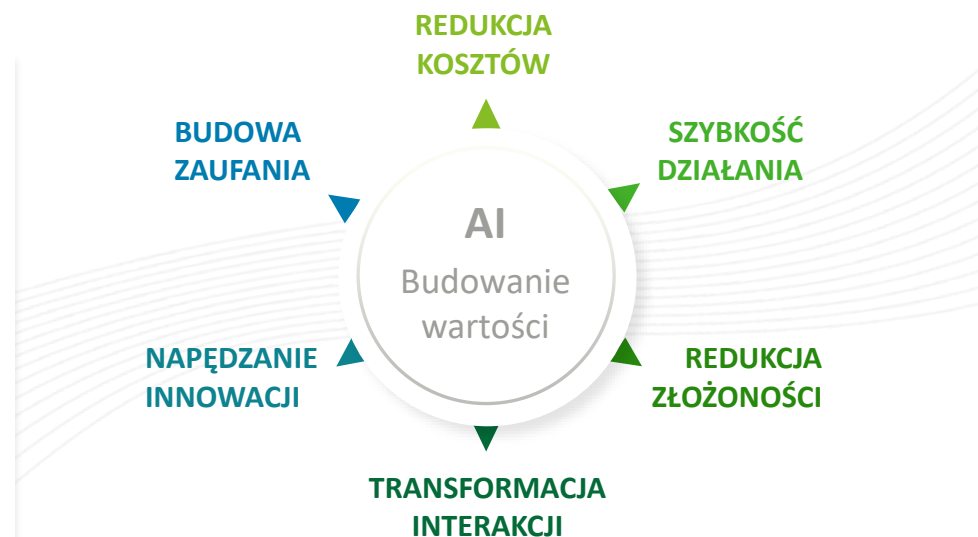 REDUKCJA
KOSZTÓW
BUDOWA
ZAUFANIA
SZYBKOŚĆ
DZIAŁANIA
AI
Budowanie
wartości
NAPĘDZANIE
INNOWACJI
REDUKCJA
ZŁOŻONOŚCI
TRANSFORMACJA
INTERAKCJI